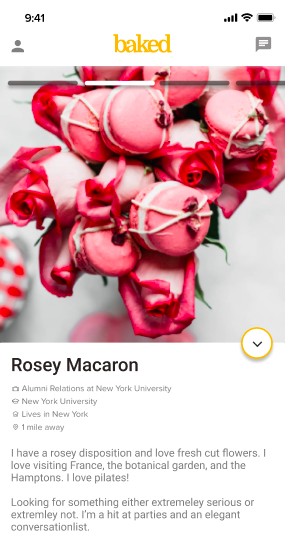 9:41
baked
Rosey Macaron
Alumni Relations at New York University
New York University
Lives in New York
1 mile away
I have a rosey disposition and love fresh cut flowers. I
love visiting France, the botanical garden, and the
Hamptons. I love pilates!
Looking for something either extremeley serious or
extremley not. I'm a hit at parties and an elegant
conversationlist.